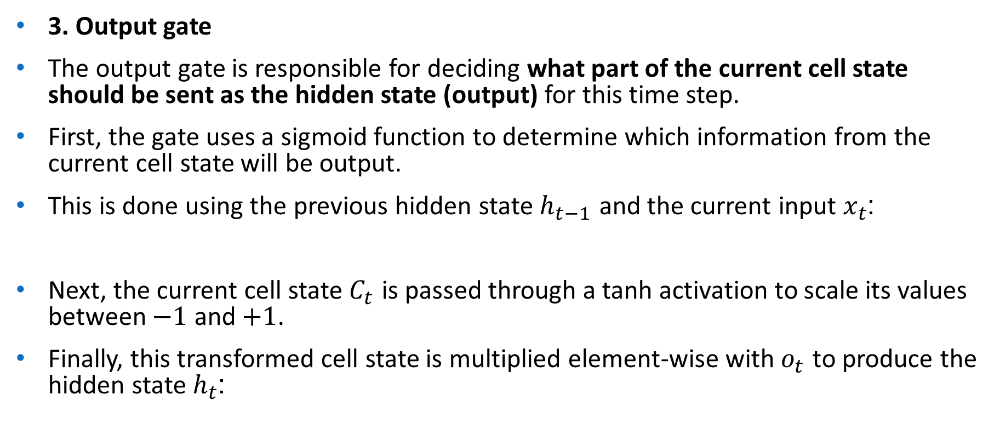 • 3. Output gate
• The output gate is responsible for deciding what part of the current cell state
should be sent as the hidden state (output) for this time step.
• First, the gate uses a sigmoid function to determine which information from the
current cell state will be output.
• This is done using the previous hidden state $h_{t-1}$ and the current input $x_t$:
• Next, the current cell state $C_t$ is passed through a tanh activation to scale its values
between −1 and +1.
• Finally, this transformed cell state is multiplied element-wise with $o_t$ to produce the
hidden state $h_t$: